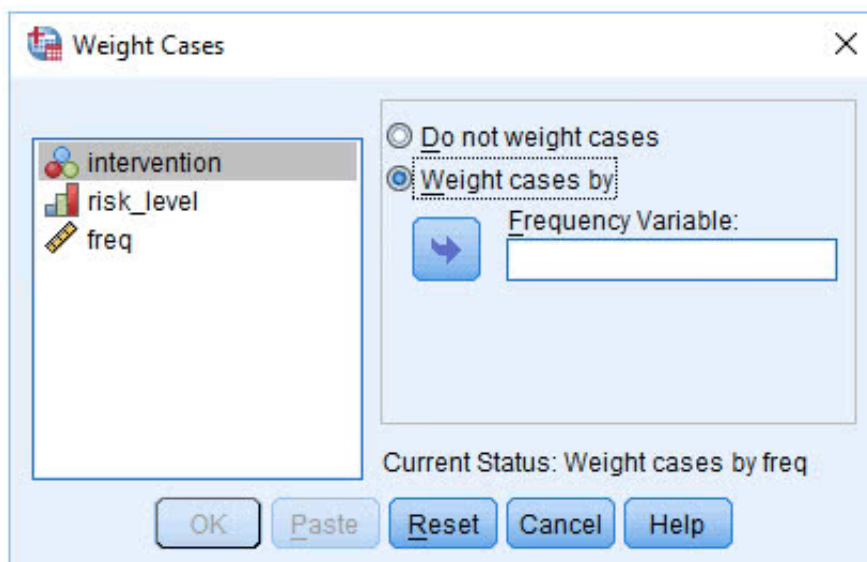 Weight Cases
intervention
risk_level
freq
Do not weight cases
Weight cases by
Frequency Variable:
Current Status: Weight cases by freq
OK
Paste
Reset
Cancel
Help